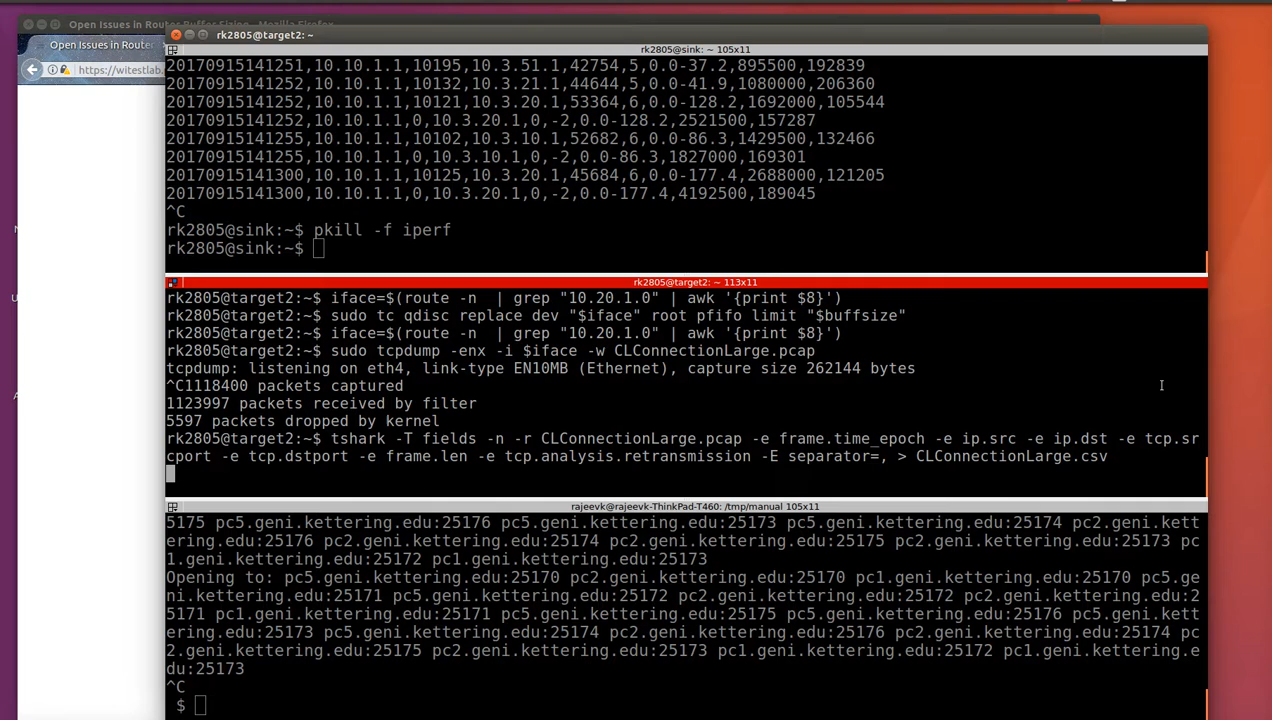 Open Issues in Router Buffer Sizing - Mozilla Firefox
Open Issues in Router
https://witestlab.
rk2805@target2: ~
rk2805@sink: ~ 105x11
20170915141251,10.10.1.1,10195,10.3.51.1,42754,5,0.0-37.2,895500,192839
20170915141252,10.10.1.1,10132,10.3.21.1,44644,5,0.0-41.9,1080000,206360
20170915141252,10.10.1.1,10121,10.3.20.1,53364,6,0.0-128.2,1692000,105544
20170915141252,10.10.1.1,0,10.3.20.1,0,-2,0.0-128.2,2521500,157287
20170915141255,10.10.1.1,10102,10.3.10.1,52682,6,0.0-86.3,1429500,132466
20170915141255,10.10.1.1,0,10.3.10.1,0,-2,0.0-86.3,1827000,169301
20170915141300,10.10.1.1,10125,10.3.20.1,45684,6,0.0-177.4,2688000,121205
20170915141300,10.10.1.1,0,10.3.20.1,0,-2,0.0-177.4,4192500,189045
^C
rk2805@sink:~$ pkill -f iperf
rk2805@sink:~$
rk2805@target2: ~ 113x11
rk2805@target2:~$ iface=$(route -n  | grep "10.20.1.0" | awk '{print $8}')
rk2805@target2:~$ sudo tc qdisc replace dev "$iface" root pfifo limit "$buffsize"
rk2805@target2:~$ iface=$(route -n  | grep "10.20.1.0" | awk '{print $8}')
rk2805@target2:~$ sudo tcpdump -enx -i $iface -w CLConnectionLarge.pcap
tcpdump: listening on eth4, link-type EN10MB (Ethernet), capture size 262144 bytes
^C1118400 packets captured
1123997 packets received by filter
5597 packets dropped by kernel
rk2805@target2:~$ tshark -T fields -n -r CLConnectionLarge.pcap -e frame.time_epoch -e ip.src -e ip.dst -e tcp.sr
cport -e tcp.dstport -e frame.len -e tcp.analysis.retransmission -E separator=, > CLConnectionLarge.csv
rajeevk@rajeevk-ThinkPad-T460: /tmp/manual 105x11
5175 pc5.geni.kettering.edu:25176 pc5.geni.kettering.edu:25173 pc5.geni.kettering.edu:25174 pc2.geni.kett
ering.edu:25176 pc2.geni.kettering.edu:25174 pc2.geni.kettering.edu:25175 pc2.geni.kettering.edu:25173 pc
1.geni.kettering.edu:25172 pc1.geni.kettering.edu:25173
Opening to: pc5.geni.kettering.edu:25170 pc2.geni.kettering.edu:25170 pc1.geni.kettering.edu:25170 pc5.ge
ni.kettering.edu:25171 pc5.geni.kettering.edu:25172 pc2.geni.kettering.edu:25172 pc2.geni.kettering.edu:2
5171 pc1.geni.kettering.edu:25171 pc5.geni.kettering.edu:25175 pc5.geni.kettering.edu:25176 pc5.geni.kett
ering.edu:25173 pc5.geni.kettering.edu:25174 pc2.geni.kettering.edu:25176 pc2.geni.kettering.edu:25174 pc
2.geni.kettering.edu:25175 pc2.geni.kettering.edu:25173 pc1.geni.kettering.edu:25172 pc1.geni.kettering.e
du:25173
^C
$